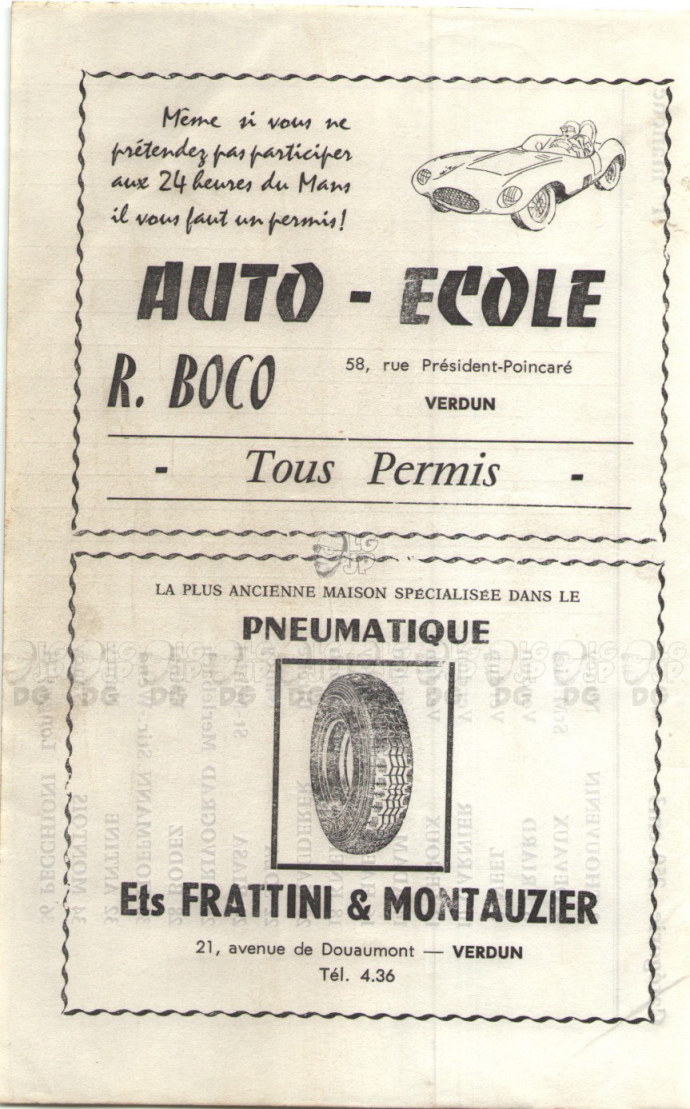 Même si vous ne
prétendez pas participer
aux 24 heures du Mans
il vous faut un permis!
AUTO - ECOLE
R. BOCO
58, rue Président-Poincaré
VERDUN
- Tous Permis -
LA PLUS ANCIENNE MAISON SPÉCIALISÉE DANS LE
PNEUMATIQUE
Ets FRATTINI & MONTAUZIER
21, avenue de Douaumont — VERDUN
Tél. 4.36